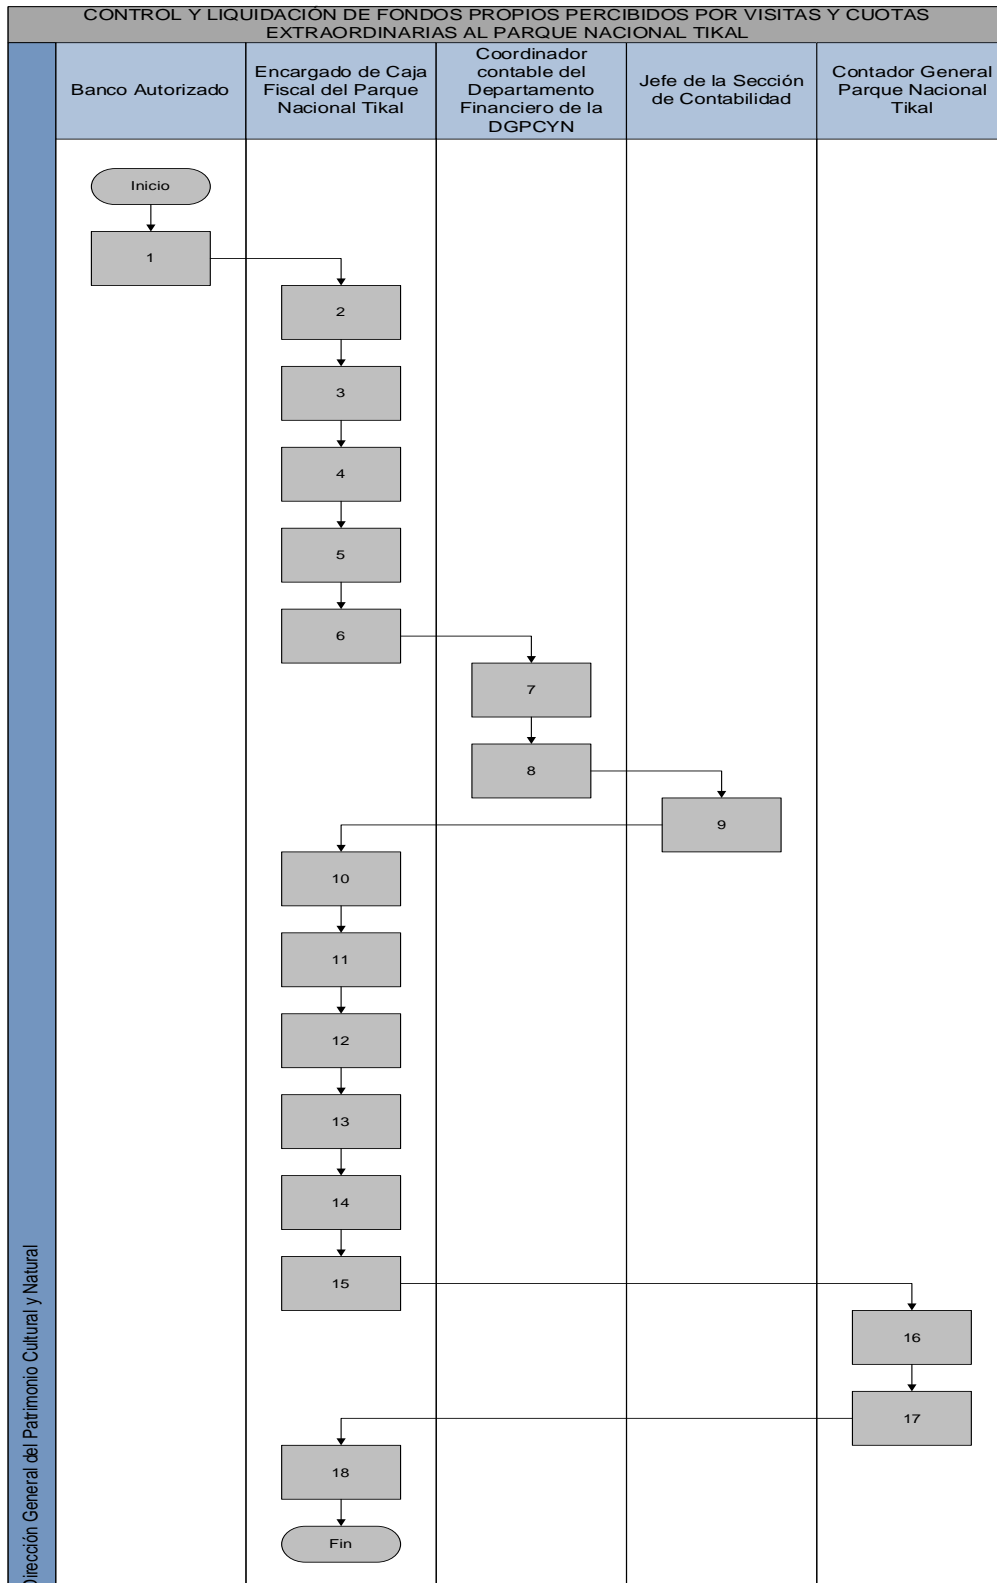 CONTROL Y LIQUIDACIÓN DE FONDOS PROPIOS PERCIBIDOS POR VISITAS Y CUOTAS
EXTRAORDINARIAS AL PARQUE NACIONAL TIKAL
Banco Autorizado
Encargado de Caja
Fiscal del Parque
Nacional Tikal
Coordinador
contable del
Departamento
Financiero de la
DGPCYN
Jefe de la Sección
de Contabilidad
Contador General
Parque Nacional
Tikal
Inicio
1
2
3
4
5
6
7
8
9
10
11
12
13
14
15
16
17
18
Fin
Dirección General del Patrimonio Cultural y Natural